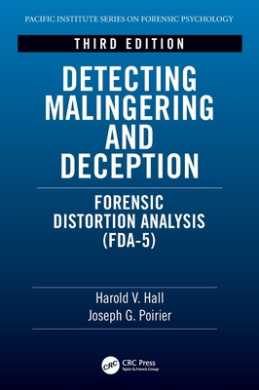 PACIFIC INSTITUTE SERIES ON FORENSIC PSYCHOLOGY
THIRD EDITION
DETECTING
MALINGERING
AND
DECEPTION
FORENSIC
DISTORTION ANALYSIS
(FDA-5)
Harold V. Hall
Joseph G. Poirier
CRC
CRC Press
Taylor & Francis Group